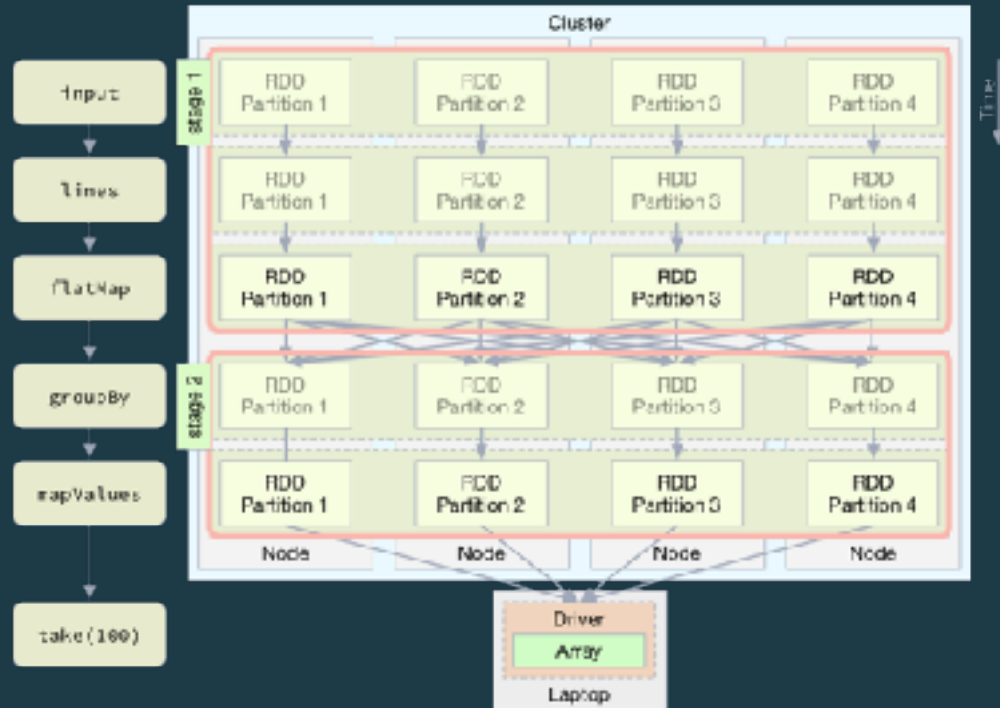 Cluster
input
stage 1
RDD
Partition 1
RDD
Partition 2
RDD
Partition 3
RDD
Partition 4
Time
lines
RDD
Partition 1
RDD
Partition 2
RDD
Partition 3
RDD
Partition 4
flatMap
RDD
Partition 1
RDD
Partition 2
RDD
Partition 3
RDD
Partition 4
groupBy
stage 2
RDD
Partition 1
RDD
Partition 2
RDD
Partition 3
RDD
Partition 4
mapValues
RDD
Partition 1
RDD
Partition 2
RDD
Partition 3
RDD
Partition 4
Node
Node
Node
Node
take(100)
Driver
Array
Laptop